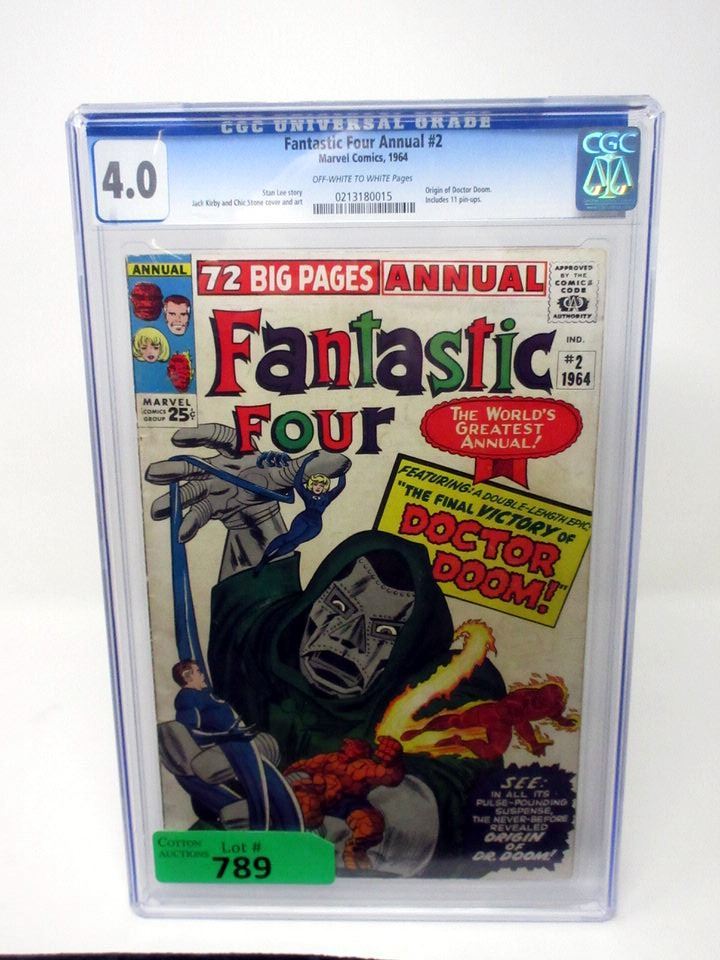 CGC UNIVERSAL GRADE
4.0
Fantastic Four Annual #2
Marvel Comics, 1964
OFF-WHITE TO WHITE Pages
Stan Lee story
Jack Kirby and Chic Stone cover and art
0213180015
Origin of Doctor Doom.
Includes 11 pin-ups.
CGC
ANNUAL
72 BIG PAGES ANNUAL
APPROVED
BY THE
COMICS
CODE
AUTHORITY
MARVEL
COMICS
GROUP 25¢
Fantastic
Four
IND.
#2
1964
THE WORLD'S
GREATEST
ANNUAL!
FEATURING: A DOUBLE-LENGTH EPIC:
"THE FINAL VICTORY OF
DOCTOR
DOOM!"
SEE:
IN ALL ITS
PULSE-POUNDING
SUSPENSE,
THE NEVER-BEFORE
REVEALED
ORIGIN
OF
DR. DOOM!
COTTON
AUCTIONS
Lot #
789